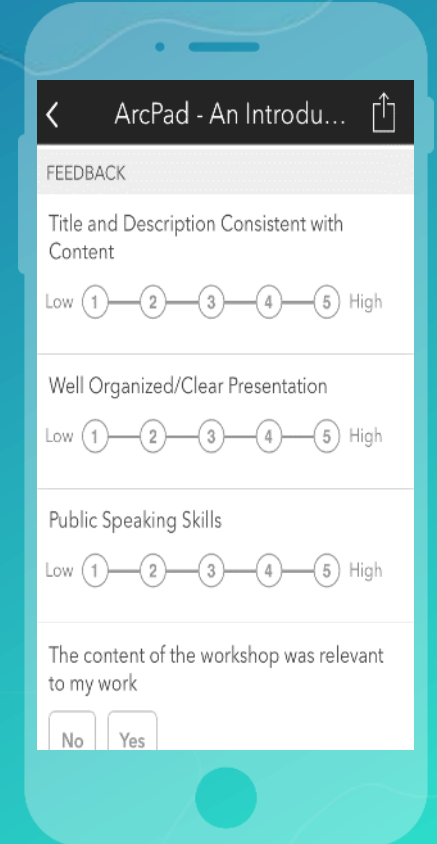 ArcPad - An Introdu...
FEEDBACK
Title and Description Consistent with
Content
Low 1 2 3 4 5 High
Well Organized/Clear Presentation
Low 1 2 3 4 5 High
Public Speaking Skills
Low 1 2 3 4 5 High
The content of the workshop was relevant
to my work
No Yes